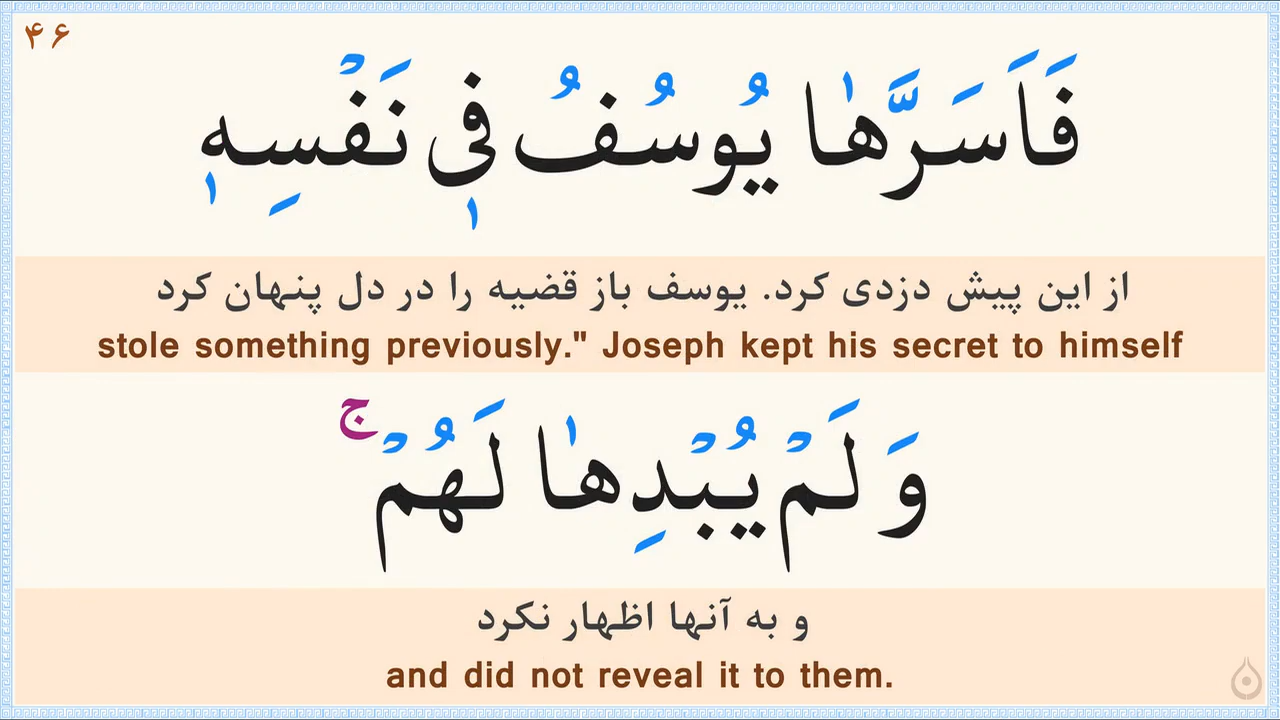 ۴۶
فَاَسَرَّهٰا يُوسُفُ فٖى نَفْسِهٖ
از این پیش دزدی کرد. یوسف باز قضیه را در دل پنهان کرد
stole something previously." Joseph kept his secret to himself
وَ لَمْ يُبْدِهٰا لَهُمْ ۚ
و به آنها اظهار نکرد
and did not reveal it to them.